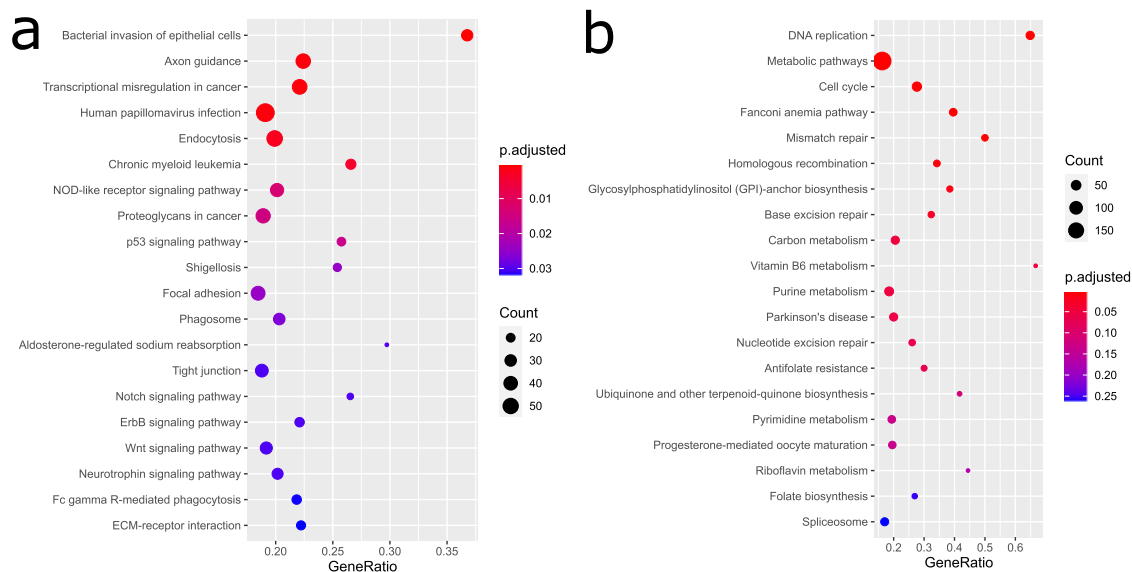 a
Bacterial invasion of epithelial cells
Axon guidance
Transcriptional misregulation in cancer
Human papillomavirus infection
Endocytosis
Chronic myeloid leukemia
NOD-like receptor signaling pathway
Proteoglycans in cancer
p53 signaling pathway
Shigellosis
Focal adhesion
Phagosome
Aldosterone-regulated sodium reabsorption
Tight junction
Notch signaling pathway
ErbB signaling pathway
Wnt signaling pathway
Neurotrophin signaling pathway
Fc gamma R-mediated phagocytosis
ECM-receptor interaction
0.20 0.25 0.30 0.35
GeneRatio
p.adjusted
0.01
0.02
0.03
Count
20
30
40
50
b
DNA replication
Metabolic pathways
Cell cycle
Fanconi anemia pathway
Mismatch repair
Homologous recombination
Glycosylphosphatidylinositol (GPI)-anchor biosynthesis
Base excision repair
Carbon metabolism
Vitamin B6 metabolism
Purine metabolism
Parkinson's disease
Nucleotide excision repair
Antifolate resistance
Ubiquinone and other terpenoid-quinone biosynthesis
Pyrimidine metabolism
Progesterone-mediated oocyte maturation
Riboflavin metabolism
Folate biosynthesis
Spliceosome
0.2 0.3 0.4 0.5 0.6
GeneRatio
Count
50
100
150
p.adjusted
0.05
0.10
0.15
0.20
0.25